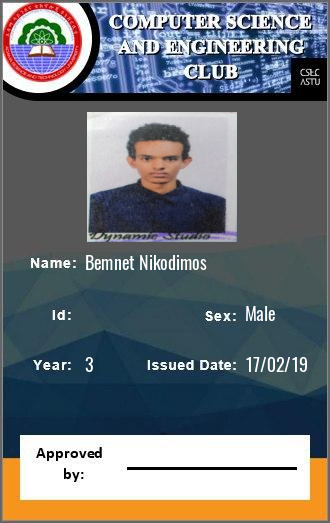 COMPUTER SCIENCE
AND ENGINEERING
CLUB
CSEC
ASTU
Dynamic Studio
Name: Bemnet Nikodimos
Id:
Sex: Male
Year: 3
Issued Date: 17/02/19
Approved
by: